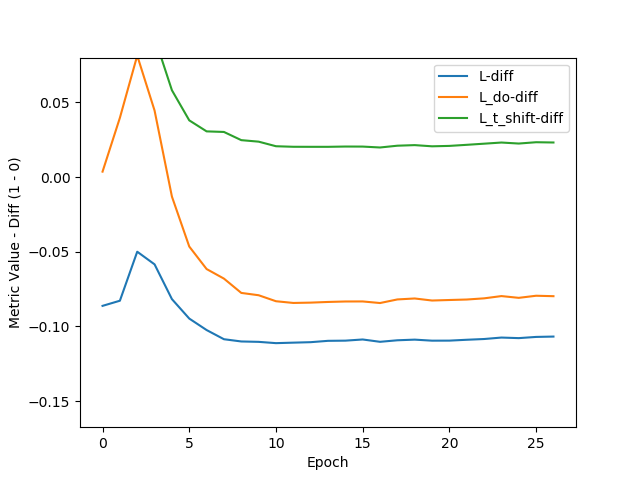 L-diff
L_do-diff
L_t_shift-diff
0.05
0.00
−0.05
−0.10
−0.15
Metric Value - Diff (1 - 0)
0 5 10 15 20 25
Epoch